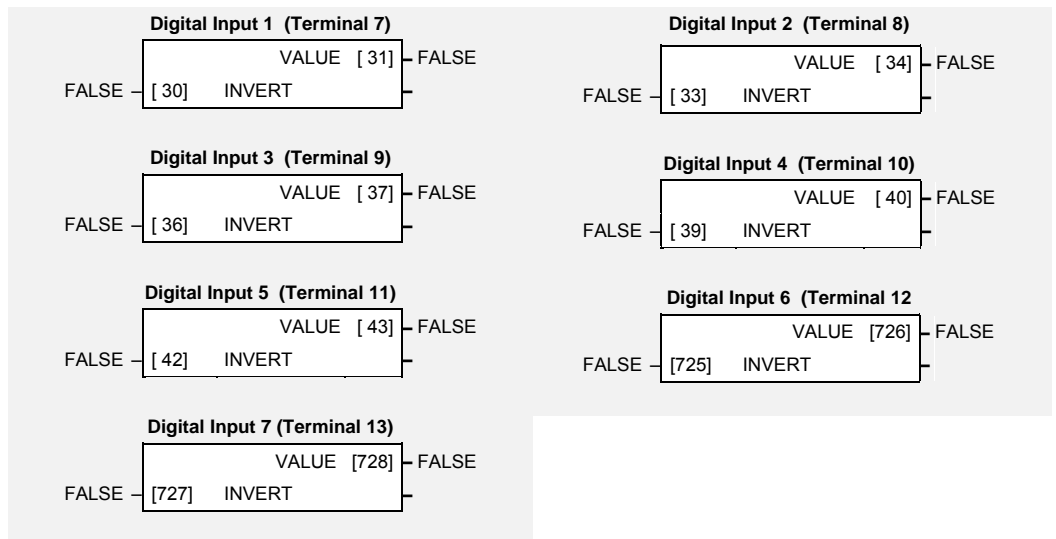 Digital Input 1 (Terminal 7)
VALUE [ 31] FALSE
FALSE [ 30] INVERT
Digital Input 2 (Terminal 8)
VALUE [ 34] FALSE
FALSE [ 33] INVERT
Digital Input 3 (Terminal 9)
VALUE [ 37] FALSE
FALSE [ 36] INVERT
Digital Input 4 (Terminal 10)
VALUE [ 40] FALSE
FALSE [ 39] INVERT
Digital Input 5 (Terminal 11)
VALUE [ 43] FALSE
FALSE [ 42] INVERT
Digital Input 6 (Terminal 12
VALUE [726] FALSE
FALSE [725] INVERT
Digital Input 7 (Terminal 13)
VALUE [728] FALSE
FALSE [727] INVERT